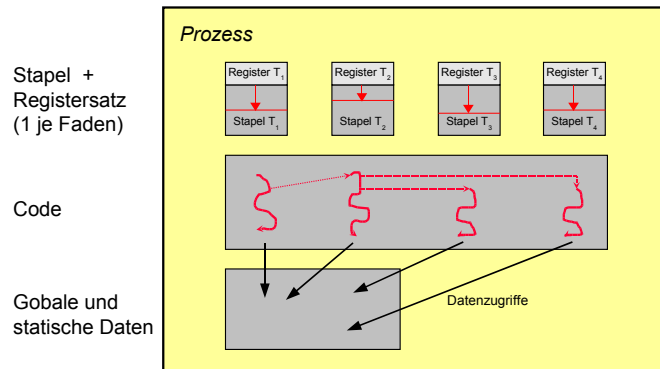 Prozess
Stapel +
Registersatz
(1 je Faden)
Register T1
Register T2
Register T3
Register T4
Stapel T1
Stapel T2
Stapel T3
Stapel T4
Code
Gobale und
statische Daten
Datenzugriffe